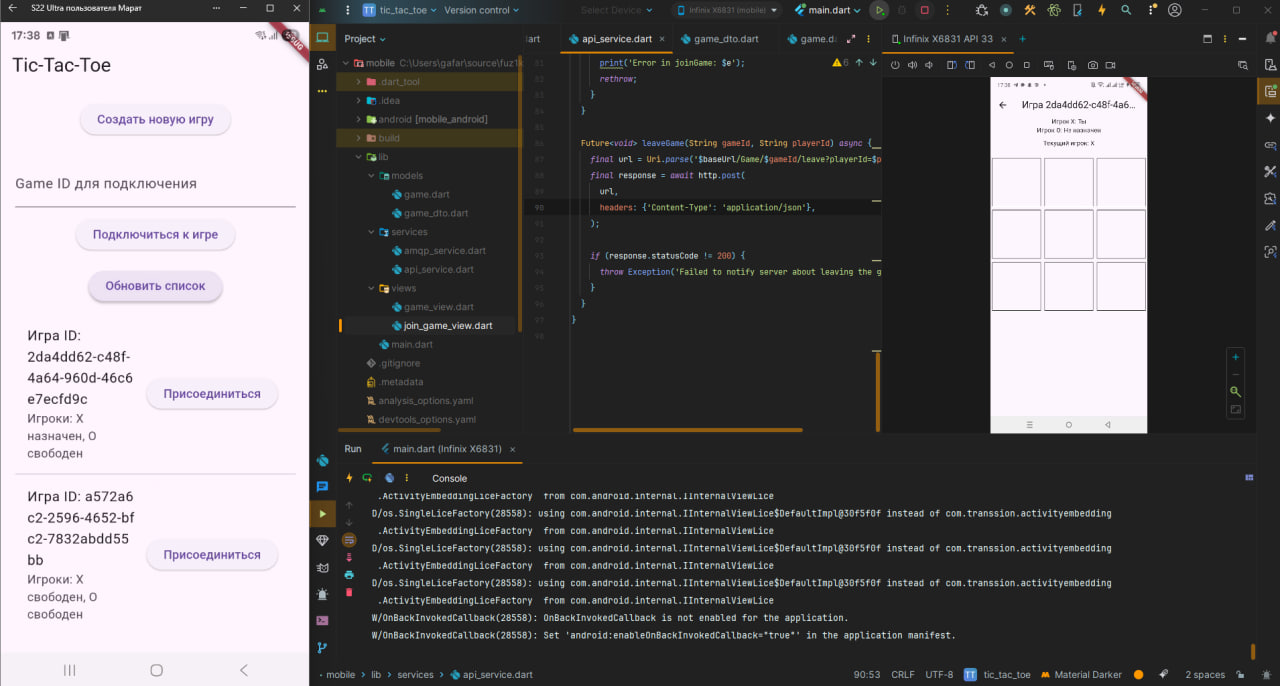 S22 Ultra пользователя Марат
17:38
Tic-Tac-Toe
Создать новую игру
Game ID для подключения
Подключиться к игре
Обновить список
Игра ID:
2da4dd62-c48f-
4a64-960d-46c6
e7ecfd9c
Игроки: X
назначен, O
свободен
Присоединиться
Игра ID: a572a6
c2-2596-4652-bf
c2-7832abdd55
bb
Игроки: X
свободен, O
свободен
Присоединиться
TT tic_tac_toe Version control
Select Device
Infinix X6831 (mobile)
main.dart
Project
mobile C:\Users\gafar\source\fuz1k
.dart_tool
.idea
android [mobile_android]
build
lib
models
game.dart
game_dto.dart
services
amqp_service.dart
api_service.dart
views
game_view.dart
join_game_view.dart
main.dart
.gitignore
.metadata
analysis_options.yaml
devtools_options.yaml
dart api_service.dart game_dto.dart game.d
6
81 print('Error in joinGame: $e');
82 rethrow;
83 }
84 }
85
86 Future<void> leaveGame(String gameId, String playerId) async {
87 final url = Uri.parse('$baseUrl/Game/$gameId/leave?playerId=$p
88 final response = await http.post(
89 url,
90 headers: {'Content-Type': 'application/json'},
91 );
92
93 if (response.statusCode != 200) {
94 throw Exception('Failed to notify server about leaving the g
95 }
96 }
97 }
98
Infinix X6831 API 33
17:38
Игра 2da4dd62-c48f-4a6...
Игрок X: Ты
Игрок O: Не назначен
Текущий игрок: X
Run main.dart (Infinix X6831)
Console
.ActivityEmbeddingLiceFactory from com.android.internal.IInternalViewLice
D/os.SingleLiceFactory(28558): using com.android.internal.IInternalViewLice$DefaultImpl@30f5f0f instead of com.transsion.activityembedding
.ActivityEmbeddingLiceFactory from com.android.internal.IInternalViewLice
D/os.SingleLiceFactory(28558): using com.android.internal.IInternalViewLice$DefaultImpl@30f5f0f instead of com.transsion.activityembedding
.ActivityEmbeddingLiceFactory from com.android.internal.IInternalViewLice
D/os.SingleLiceFactory(28558): using com.android.internal.IInternalViewLice$DefaultImpl@30f5f0f instead of com.transsion.activityembedding
.ActivityEmbeddingLiceFactory from com.android.internal.IInternalViewLice
W/OnBackInvokedCallback(28558): OnBackInvokedCallback is not enabled for the application.
W/OnBackInvokedCallback(28558): Set 'android:enableOnBackInvokedCallback="true"' in the application manifest.
mobile > lib > services > api_service.dart
90:53 CRLF UTF-8 TT tic_tac_toe Material Darker 2 spaces